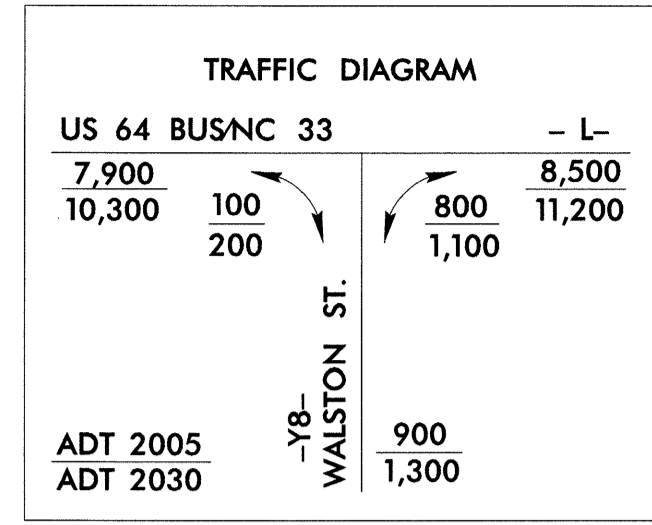 TRAFFIC DIAGRAM
US 64 BUS/NC 33 – L–
7,900
10,300
100
200
800
1,100
8,500
11,200
–Y8–
WALSTON ST.
900
1,300
ADT 2005
ADT 2030